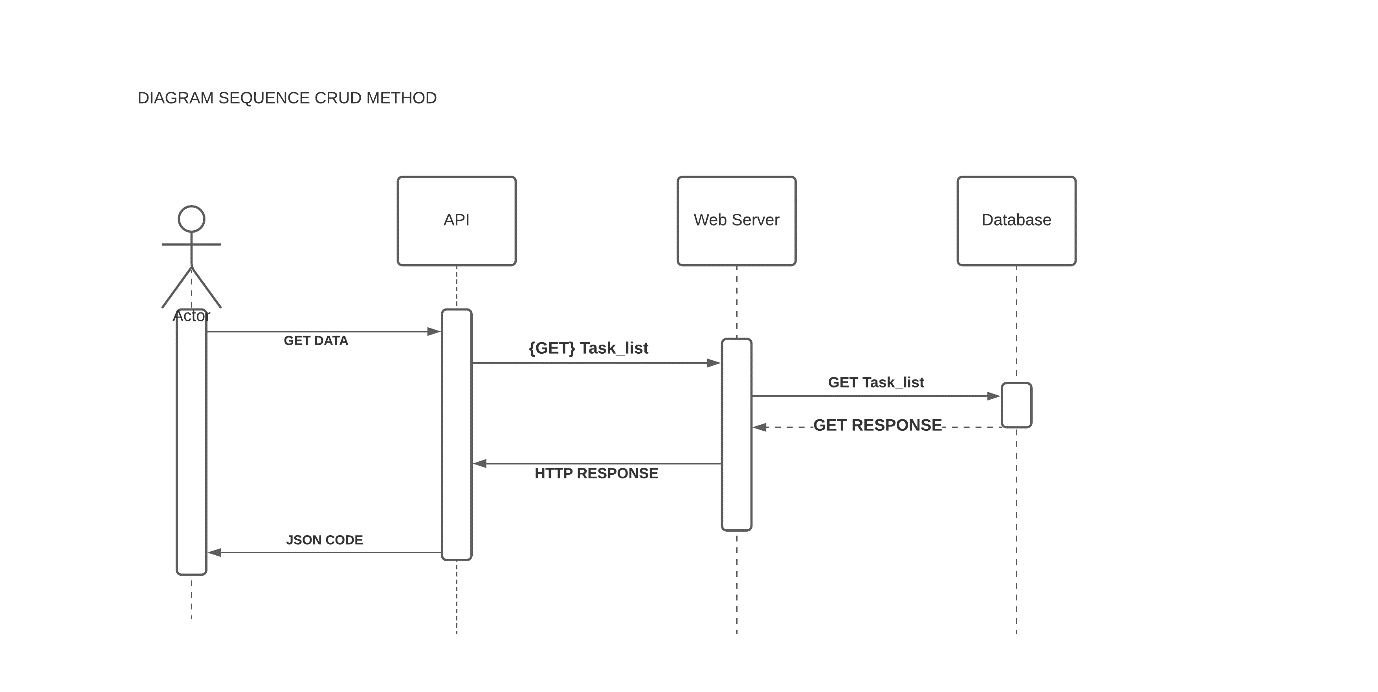 DIAGRAM SEQUENCE CRUD METHOD
API
Web Server
Database
Actor
GET DATA
{GET} Task_list
GET Task_list
GET RESPONSE
HTTP RESPONSE
JSON CODE